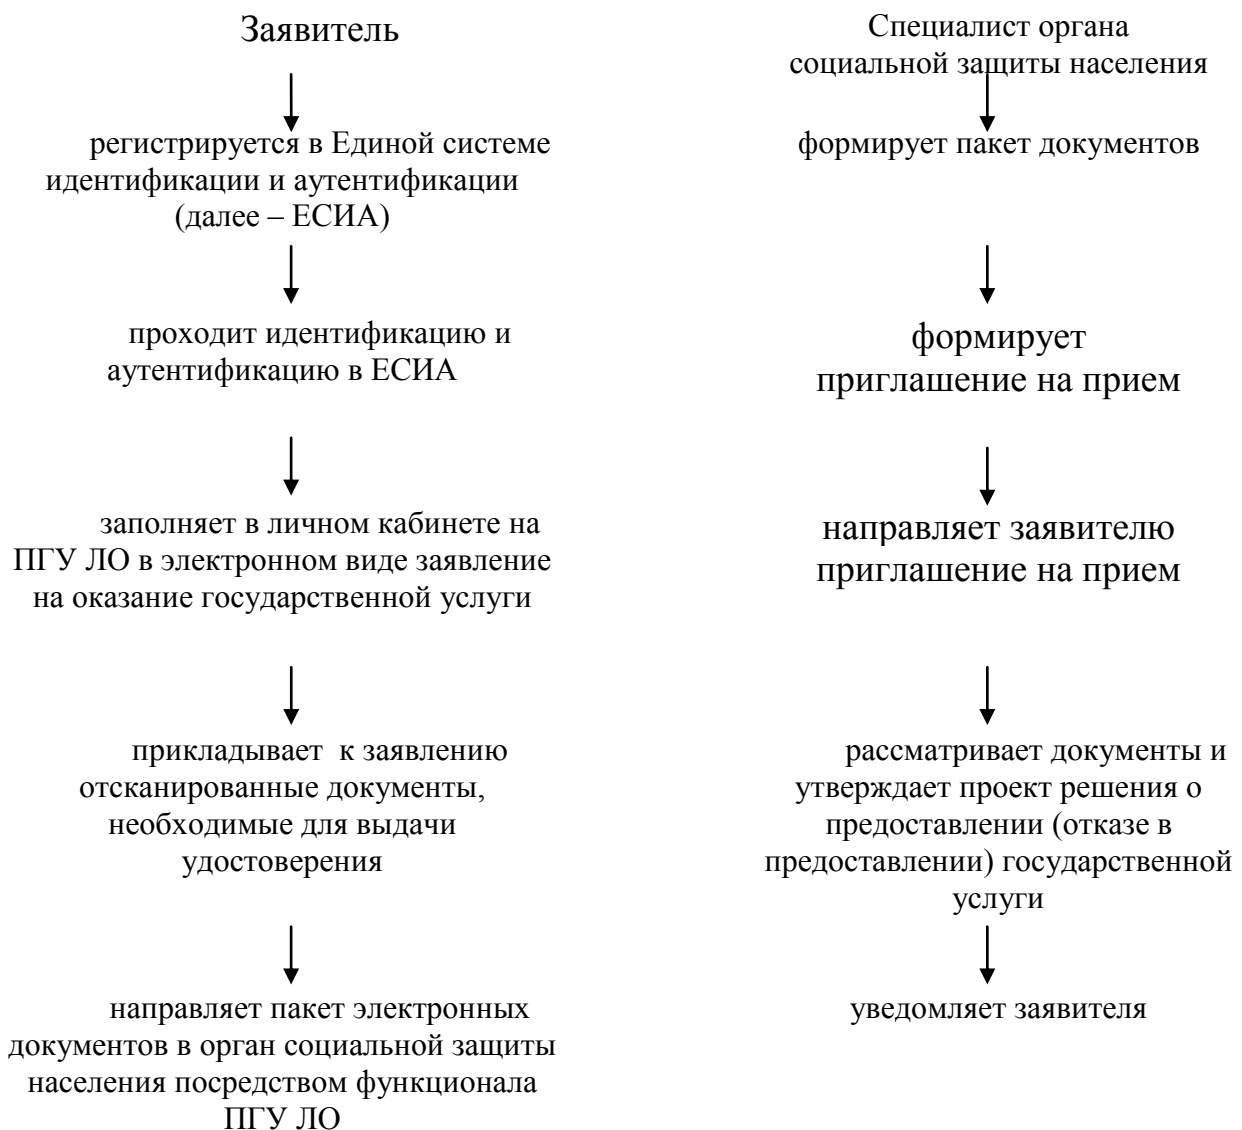 Заявитель
регистрируется в Единой системе
идентификации и аутентификации
(далее – ЕСИА)
проходит идентификацию и
аутентификацию в ЕСИА
заполняет в личном кабинете на
ПГУ ЛО в электронном виде заявление
на оказание государственной услуги
прикладывает к заявлению
отсканированные документы,
необходимые для выдачи
удостоверения
направляет пакет электронных
документов в орган социальной защиты
населения посредством функционала
ПГУ ЛО
Специалист органа
социальной защиты населения
формирует пакет документов
формирует
приглашение на прием
направляет заявителю
приглашение на прием
рассматривает документы и
утверждает проект решения о
предоставлении (отказе в
предоставлении) государственной
услуги
уведомляет заявителя